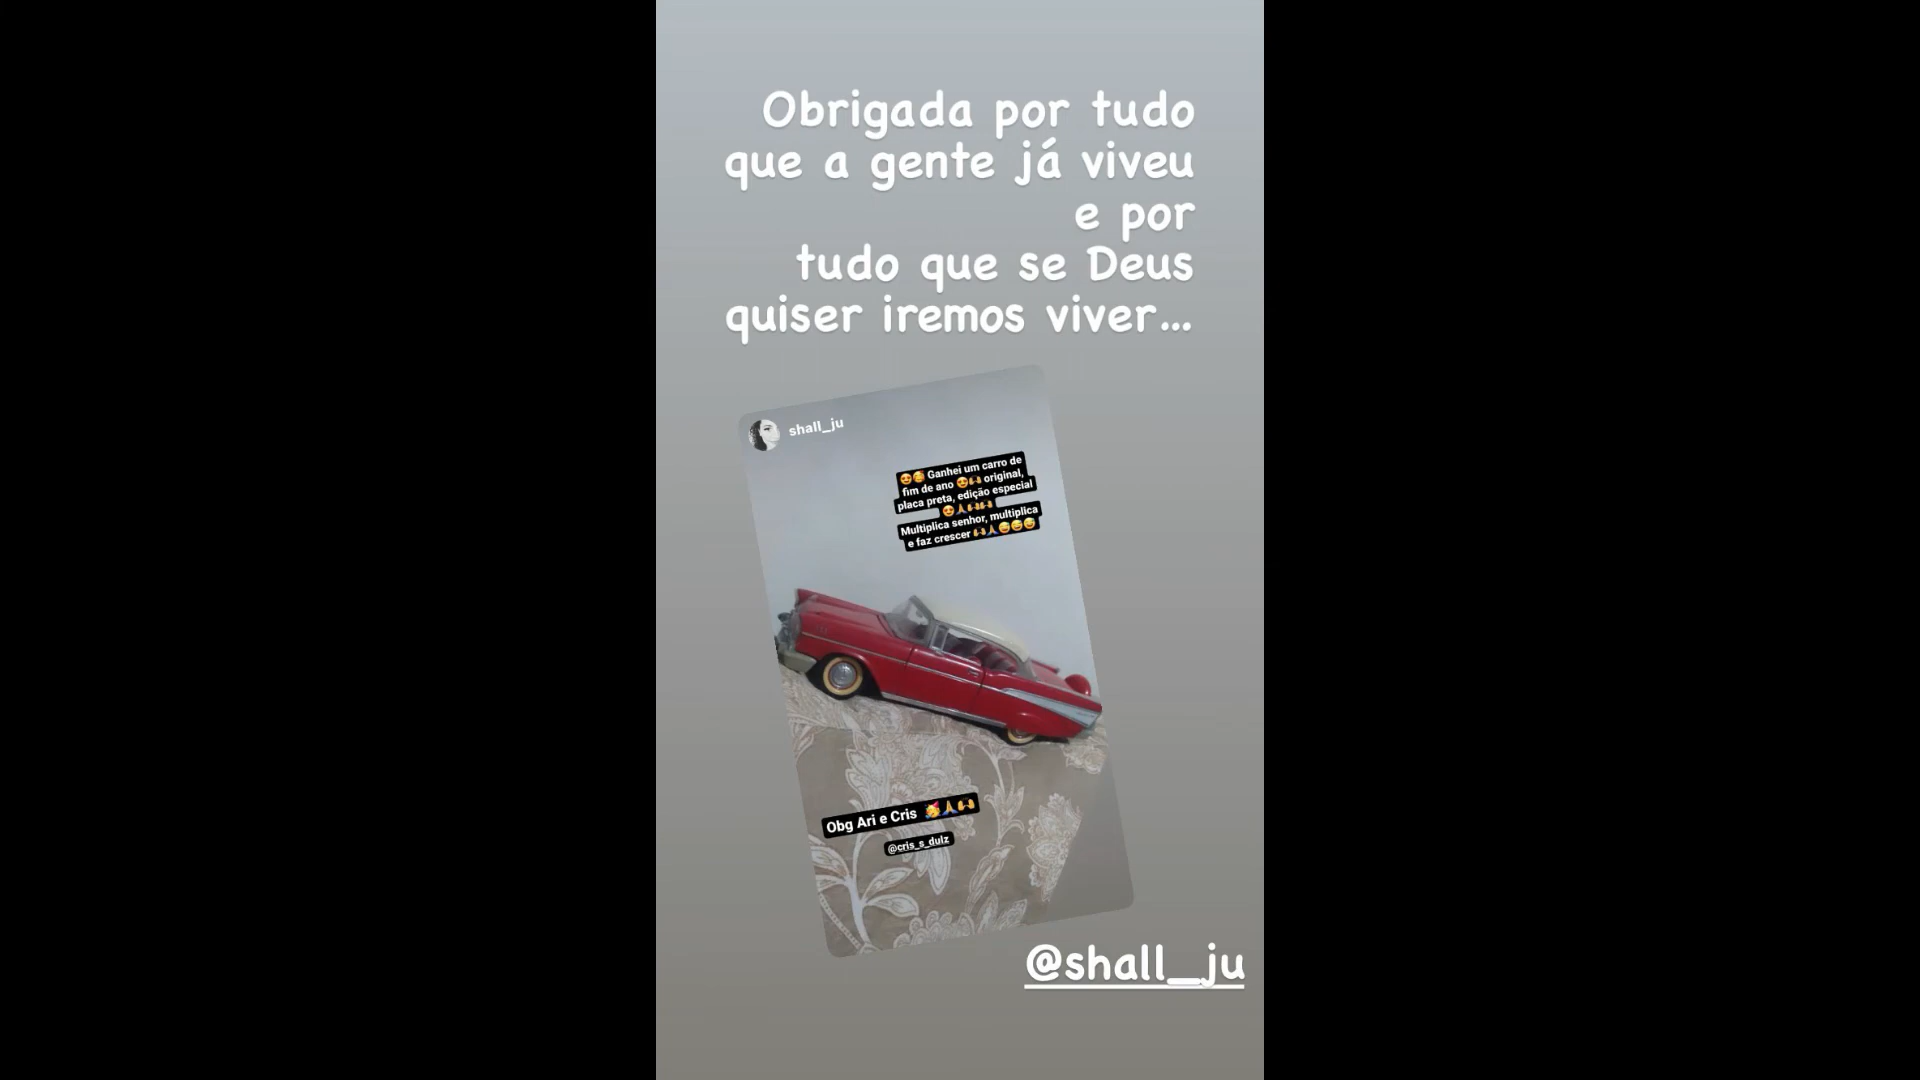 Obrigada por tudo
que a gente já viveu
e por
tudo que se Deus
quiser iremos viver...
shall_ju
😍🥰 Ganhei um carro de
fim de ano 😍🙌 original,
placa preta, edição especial
😍🙏🙌🙌
Multiplica senhor, multiplica
e faz crescer 🙌🙏😅😅😅
Obg Ari e Cris 🥳🙏🙌
@cris_s_dulz
@shall_ju